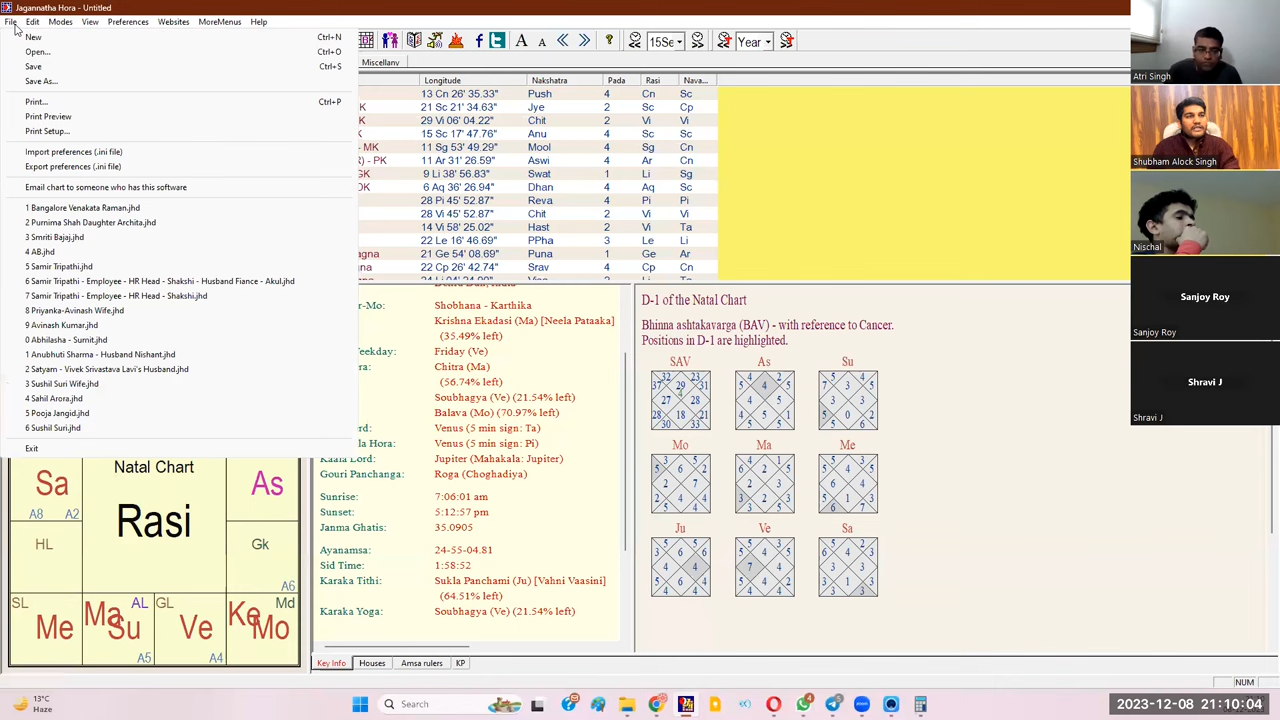 Jagannatha Hora - Untitled
File Edit Modes View Preferences Websites MoreMenus Help
New Ctrl+N
Open... Ctrl+O
Save Ctrl+S
Save As...
Print... Ctrl+P
Print Preview
Print Setup...
Import preferences (.ini file)
Export preferences (.ini file)
Email chart to someone who has this software
1 Bangalore Venakata Raman.jhd
2 Purnima Shah Daughter Archita.jhd
3 Smriti Bajaj.jhd
4 AB.jhd
5 Samir Tripathi.jhd
6 Samir Tripathi - Employee - HR Head - Shakshi - Husband Fiance - Akul.jhd
7 Samir Tripathi - Employee - HR Head - Shakshi.jhd
8 Priyanka-Avinash Wife.jhd
9 Avinash Kumar.jhd
0 Abhilasha - Sumit.jhd
1 Anubhuti Sharma - Husband Nishant.jhd
2 Satyam - Vivek Srivastava Lavi's Husband.jhd
3 Sushil Suri Wife.jhd
4 Sahil Arora.jhd
5 Pooja Jangid.jhd
6 Sushil Suri.jhd
Exit
15Se Year
Miscellany
Longitude Nakshatra Pada Rasi Nava...
13 Cn 26' 35.33" Push 4 Cn Sc
K 21 Sc 21' 34.63" Jye 2 Sc Cp
K 29 Vi 06' 04.22" Chit 2 Vi Vi
15 Sc 17' 47.76" Anu 4 Sc Sc
- MK 11 Sg 53' 49.29" Mool 4 Sg Cn
R) - PK 11 Ar 31' 26.59" Aswi 4 Ar Cn
GK 9 Li 38' 56.83" Swat 1 Li Sg
DK 6 Aq 36' 26.94" Dhan 4 Aq Sc
28 Pi 45' 52.87" Reva 4 Pi Pi
28 Vi 45' 52.87" Chit 2 Vi Vi
14 Vi 58' 25.02" Hast 2 Vi Ta
22 Le 16' 46.69" PPha 3 Le Li
agna 21 Ge 54' 08.69" Puna 1 Ge Ar
gna 22 Cp 26' 42.74" Srav 4 Cp Cn
r-Mo: Shobhana - Karthika
Krishna Ekadasi (Ma) [Neela Pataaka]
(35.49% left)
eekday: Friday (Ve)
ra: Chitra (Ma)
(56.74% left)
Soubhagya (Ve) (21.54% left)
Balava (Mo) (70.97% left)
rd: Venus (5 min sign: Ta)
la Hora: Venus (5 min sign: Pi)
Kaala Lord: Jupiter (Mahakala: Jupiter)
Gouri Panchanga: Roga (Choghadiya)
Sunrise: 7:06:01 am
Sunset: 5:12:57 pm
Janma Ghatis: 35.0905
Ayanamsa: 24-55-04.81
Sid Time: 1:58:52
Karaka Tithi: Sukla Panchami (Ju) [Vahni Vaasini]
(64.51% left)
Karaka Yoga: Soubhagya (Ve) (21.54% left)
Key Info Houses Amsa rulers KP
D-1 of the Natal Chart
Bhinna ashtakavarga (BAV) - with reference to Cancer.
Positions in D-1 are highlighted.
SAV As Su
Mo Ma Me
Ju Ve Sa
Natal Chart
Rasi
Sa A8 A2
As
HL
Gk A6
SL Me
Ma AL Su A5
GL Ve A4
Ke Md Mo
Atri Singh
Shubham Alock Singh
Nischal
Sanjoy Roy
Sanjoy Roy
Shravi J
Shravi J
NUM
13°C
Haze
Search
2023-12-08 21:10:04